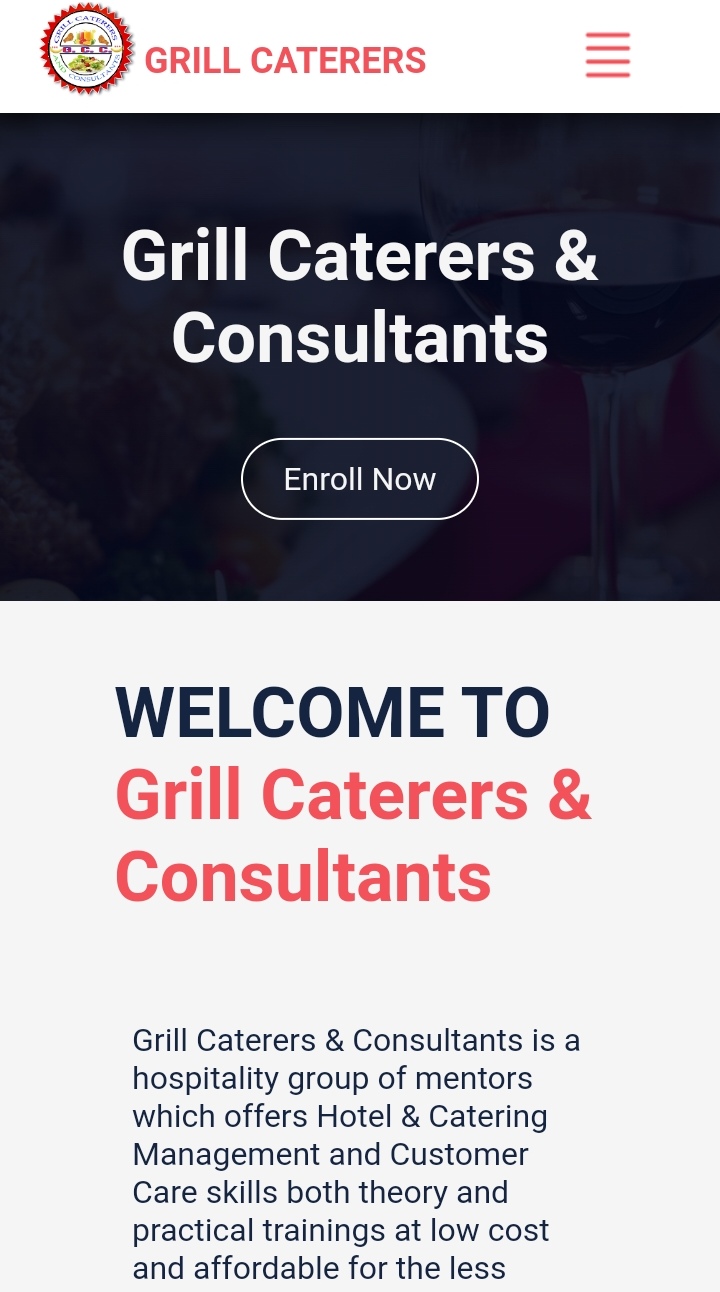 GRILL CATERERS
G. C. C.
AND CONSULTANTS
GRILL CATERERS
Grill Caterers &
Consultants
Enroll Now
WELCOME TO
Grill Caterers &
Consultants
Grill Caterers & Consultants is a
hospitality group of mentors
which offers Hotel & Catering
Management and Customer
Care skills both theory and
practical trainings at low cost
and affordable for the less